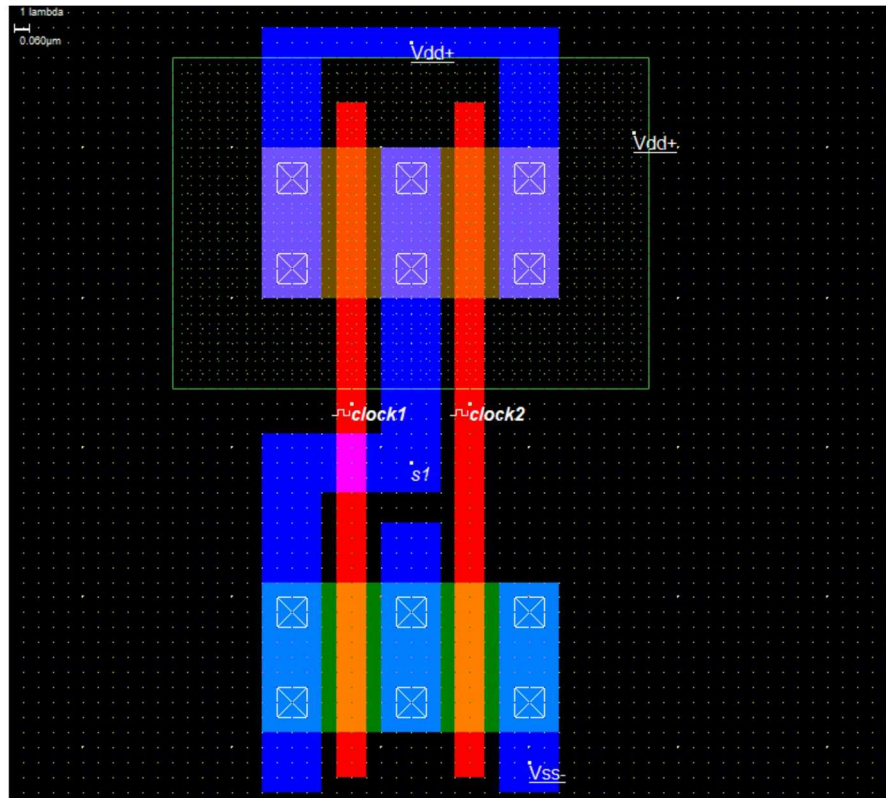 1 lambda
0.060µm
Vdd+
Vdd+
clock1
clock2
s1
Vss-